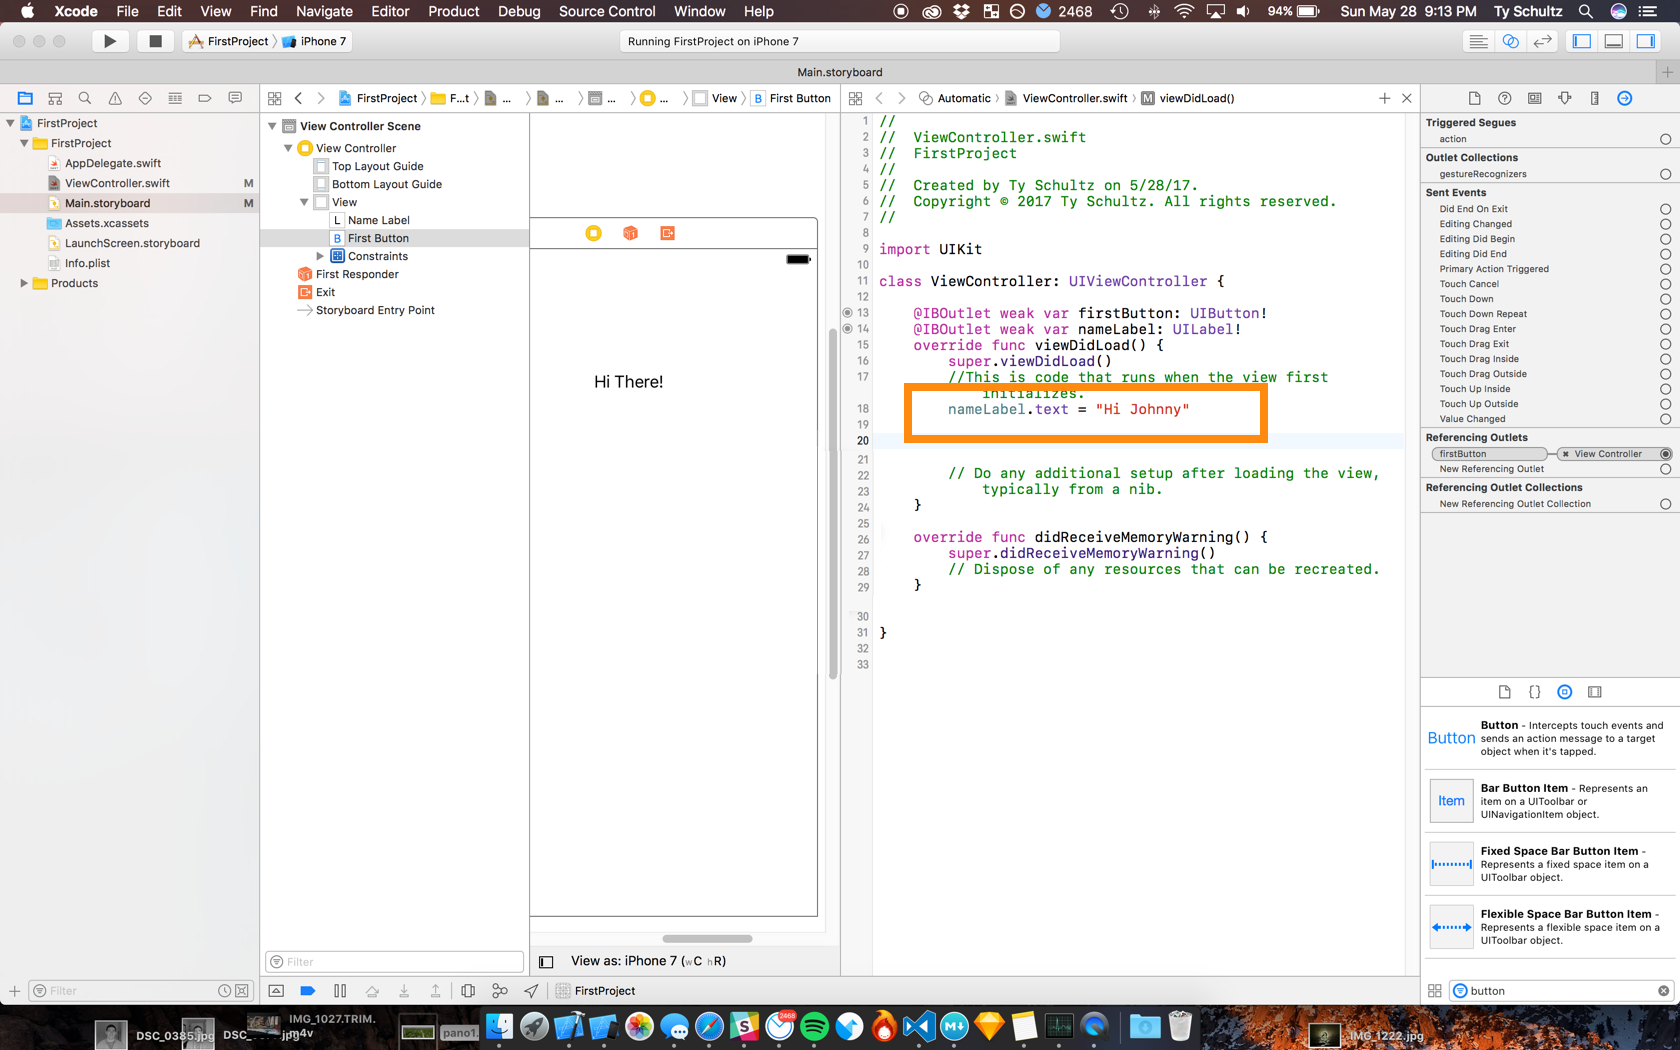 Xcode File Edit View Find Navigate Editor Product Debug Source Control Window Help 2468 94% Sun May 28 9:13 PM Ty Schultz
FirstProject iPhone 7 Running FirstProject on iPhone 7
Main.storyboard
FirstProject F...t ... ... ... ... View B First Button
Automatic ViewController.swift M viewDidLoad()
FirstProject
FirstProject
AppDelegate.swift
ViewController.swift M
Main.storyboard M
Assets.xcassets
LaunchScreen.storyboard
Info.plist
Products
Filter
View Controller Scene
View Controller
Top Layout Guide
Bottom Layout Guide
View
L Name Label
B First Button
Constraints
First Responder
Exit
Storyboard Entry Point
Filter
Hi There!
View as: iPhone 7 (wC hR)
FirstProject
1 //
2 // ViewController.swift
3 // FirstProject
4 //
5 // Created by Ty Schultz on 5/28/17.
6 // Copyright © 2017 Ty Schultz. All rights reserved.
7 //
8
9 import UIKit
10
11 class ViewController: UIViewController {
12
13 @IBOutlet weak var firstButton: UIButton!
14 @IBOutlet weak var nameLabel: UILabel!
15 override func viewDidLoad() {
16 super.viewDidLoad()
17 //This is code that runs when the view first
initializes.
18 nameLabel.text = "Hi Johnny"
19
20
21
22 // Do any additional setup after loading the view,
23 typically from a nib.
24 }
25
26 override func didReceiveMemoryWarning() {
27 super.didReceiveMemoryWarning()
28 // Dispose of any resources that can be recreated.
29 }
30
31 }
32
33
Triggered Segues
action
Outlet Collections
gestureRecognizers
Sent Events
Did End On Exit
Editing Changed
Editing Did Begin
Editing Did End
Primary Action Triggered
Touch Cancel
Touch Down
Touch Down Repeat
Touch Drag Enter
Touch Drag Exit
Touch Drag Inside
Touch Drag Outside
Touch Up Inside
Touch Up Outside
Value Changed
Referencing Outlets
firstButton View Controller
New Referencing Outlet
Referencing Outlet Collections
New Referencing Outlet Collection
Button
Button - Intercepts touch events and
sends an action message to a target
object when it's tapped.
Item
Bar Button Item - Represents an
item on a UIToolbar or
UINavigationItem object.
Fixed Space Bar Button Item -
Represents a fixed space item on a
UIToolbar object.
Flexible Space Bar Button Item -
Represents a flexible space item on a
UIToolbar object.
button
DSC_0385.jpg
IMG_1027.TRIM.
m4v
pano1.
2468
M
IMG_1222.jpg